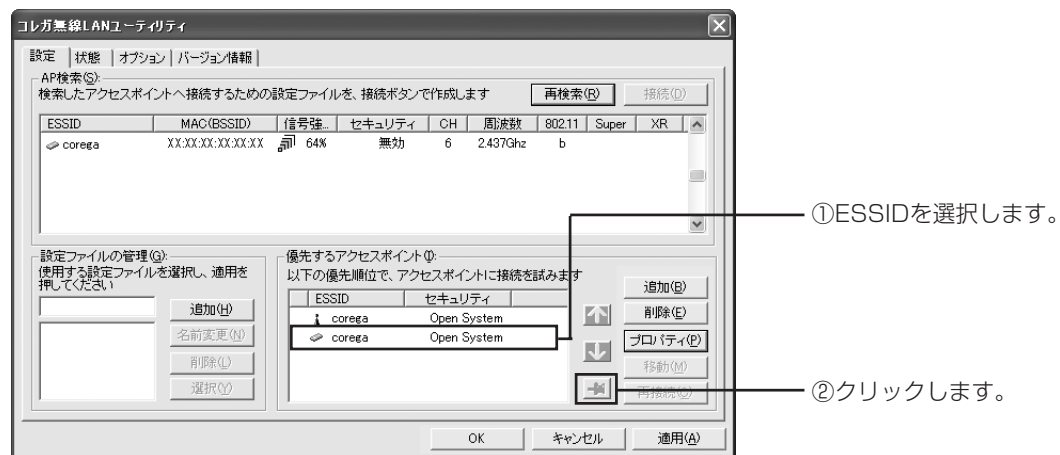 コレガ無線LANユーティリティ
設定 状態 オプション バージョン情報
AP検索(S):
検索したアクセスポイントへ接続するための設定ファイルを、接続ボタンで作成します 再検索(R) 接続(D)
ESSID MAC(BSSID) 信号強... セキュリティ CH 周波数 802.11 Super XR
corega XX:XX:XX:XX:XX:XX 64% 無効 6 2.437Ghz b
①ESSIDを選択します。
設定ファイルの管理(G):
使用する設定ファイルを選択し、適用を
押してください
追加(H)
名前変更(N)
削除(L)
選択(Y)
優先するアクセスポイント(I):
以下の優先順位で、アクセスポイントに接続を試みます
ESSID セキュリティ
corega Open System
corega Open System
追加(B)
削除(E)
プロパティ(P)
移動(M)
再接続(C)
②クリックします。
OK キャンセル 適用(A)